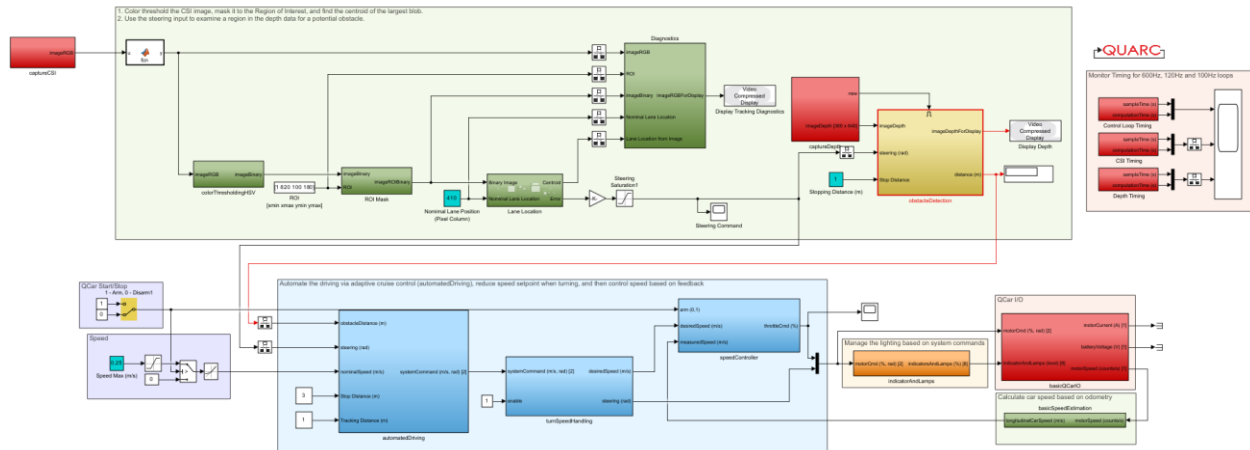 1. Color threshold the CSI image, mask it to the Region of Interest, and find the centroid of the largest blob.
2. Use the steering input to examine a region in the depth data for a potential obstacle.
imageRGB
captureCSI
fcn
Diagnostics
imageRGB
ROI
imageBinary
imageRGBForDisplay
Nominal Lane Location
Lane Location from Image
Video
Compressed
Display
Display Tracking Diagnostics
imageRGB
imageBinary
colorThresholdingHSV
ROI
[xmin xmax ymin ymax]
imageBinary
ROI
imageROIBinary
ROI Mask
410
Nominal Lane Position
(Pixel Column)
Binary Image
Centroid
Nominal Lane Location
Error
Lane Location
K-
Steering
Saturation1
Steering Command
new
captureDepth
1
Stopping Distance (m)
imageDepth
steering (rad)
Stop Distance
imageDepthForDisplay
distance (m)
obstacleDetection
Video
Compressed
Display
Display Depth
QUARC
Monitor Timing for 600Hz, 120Hz and 100Hz loops
sampleTime (s)
computationTime (s)
Control Loop Timing
sampleTime (s)
computationTime (s)
CSI Timing
sampleTime (s)
computationTime (s)
Depth Timing
QCar Start/Stop
1 - Arm, 0 - Disarm1
1
0
Speed
Speed Max (m/s)
0
Automate the driving via adaptive cruise control (automatedDriving), reduce speed setpoint when turning, and then control speed based on feedback
obstacleDistance (m)
steering (rad)
nominalSpeed (m/s)
Stop Distance (m)
Tracking Distance (m)
systemCommand (m/s, rad) [2]
automatedDriving
3
1
1
systemCommand (m/s, rad) [2]
enable
desiredSpeed (m/s)
steering (rad)
turnSpeedHandling
arm (0,1)
desiredSpeed (m/s)
measuredSpeed (m/s)
throttleCmd (%)
speedController
Manage the lighting based on system commands
motorCmd (%, rad) [2]
indicatorAndLamps (%) [8]
indicatorAndLamps
QCar I/O
motorCmd (%, rad) [2]
motorCurrent (A) [1]
batteryVoltage (V) [1]
motorSpeed (counts/s) [1]
basicQCarIO
Calculate car speed based on odometry
basicSpeedEstimation
longitudinalCarSpeed (m/s)
motorSpeed (counts/s)